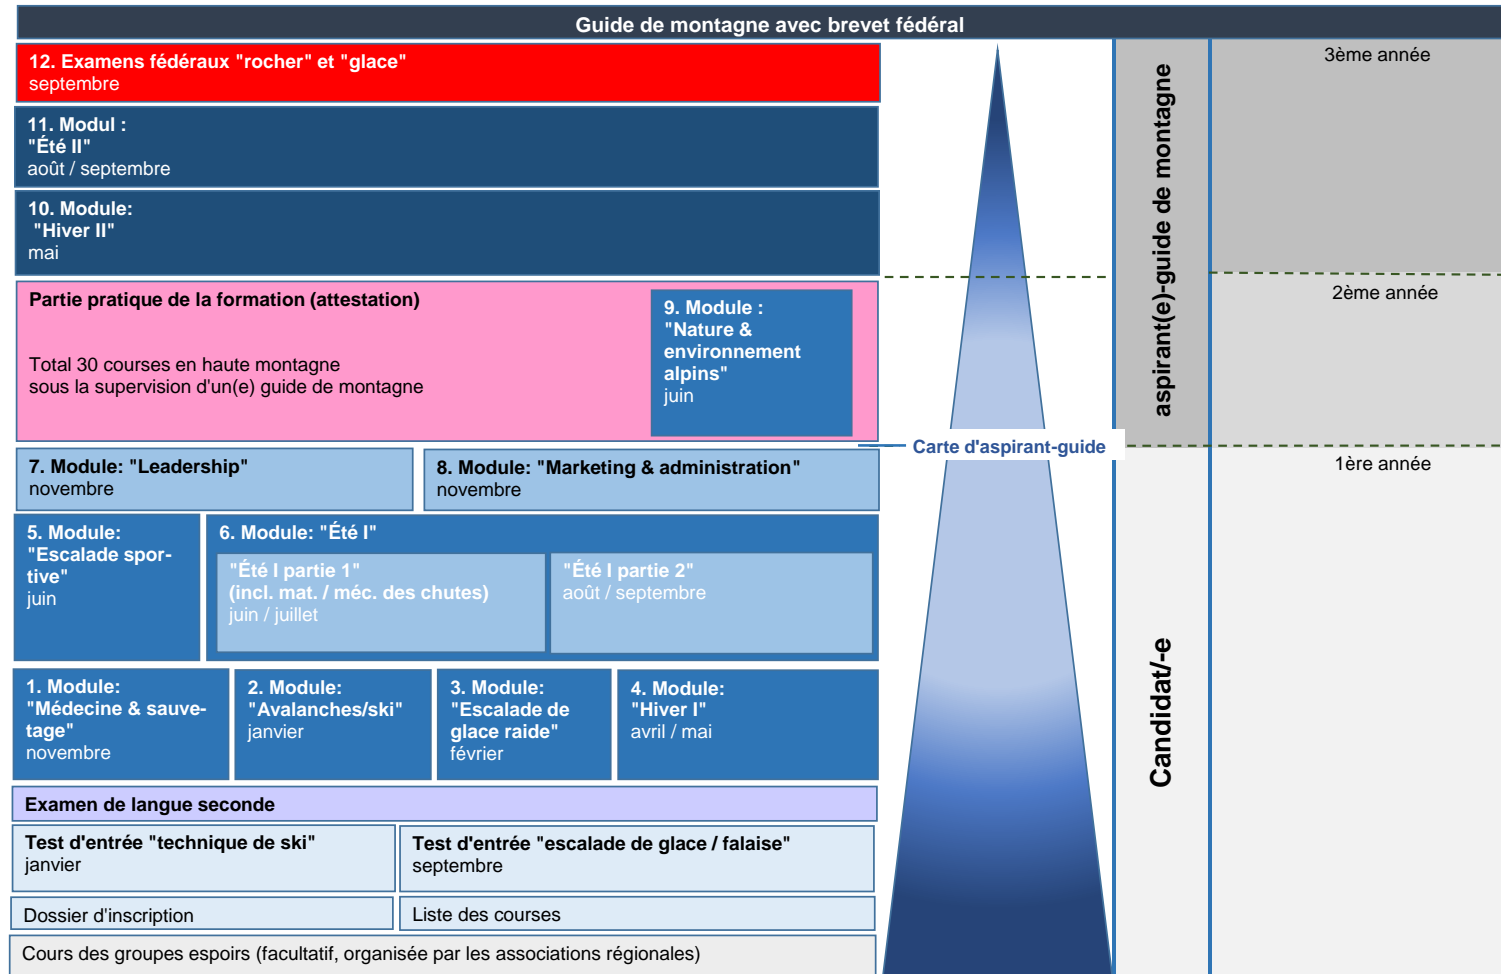 Guide de montagne avec brevet fédéral
12. Examens fédéraux "rocher" et "glace"
septembre
11. Modul :
"Été II"
août / septembre
10. Module:
"Hiver II"
mai
Partie pratique de la formation (attestation)
Total 30 courses en haute montagne
sous la supervision d'un(e) guide de montagne
9. Module :
"Nature &
environnement
alpins"
juin
7. Module: "Leadership"
novembre
8. Module: "Marketing & administration"
novembre
5. Module:
"Escalade spor-
tive"
juin
6. Module: "Été I"
"Été I partie 1"
(incl. mat. / méc. des chutes)
juin / juillet
"Été I partie 2"
août / septembre
1. Module:
"Médecine & sauve-
tage"
novembre
2. Module:
"Avalanches/ski"
janvier
3. Module:
"Escalade de
glace raide"
février
4. Module:
"Hiver I"
avril / mai
Examen de langue seconde
Test d'entrée "technique de ski"
janvier
Test d'entrée "escalade de glace / falaise"
septembre
Dossier d'inscription
Liste des courses
Cours des groupes espoirs (facultatif, organisée par les associations régionales)
Carte d'aspirant-guide
aspirant(e)-guide de montagne
Candidat/-e
3ème année
2ème année
1ère année